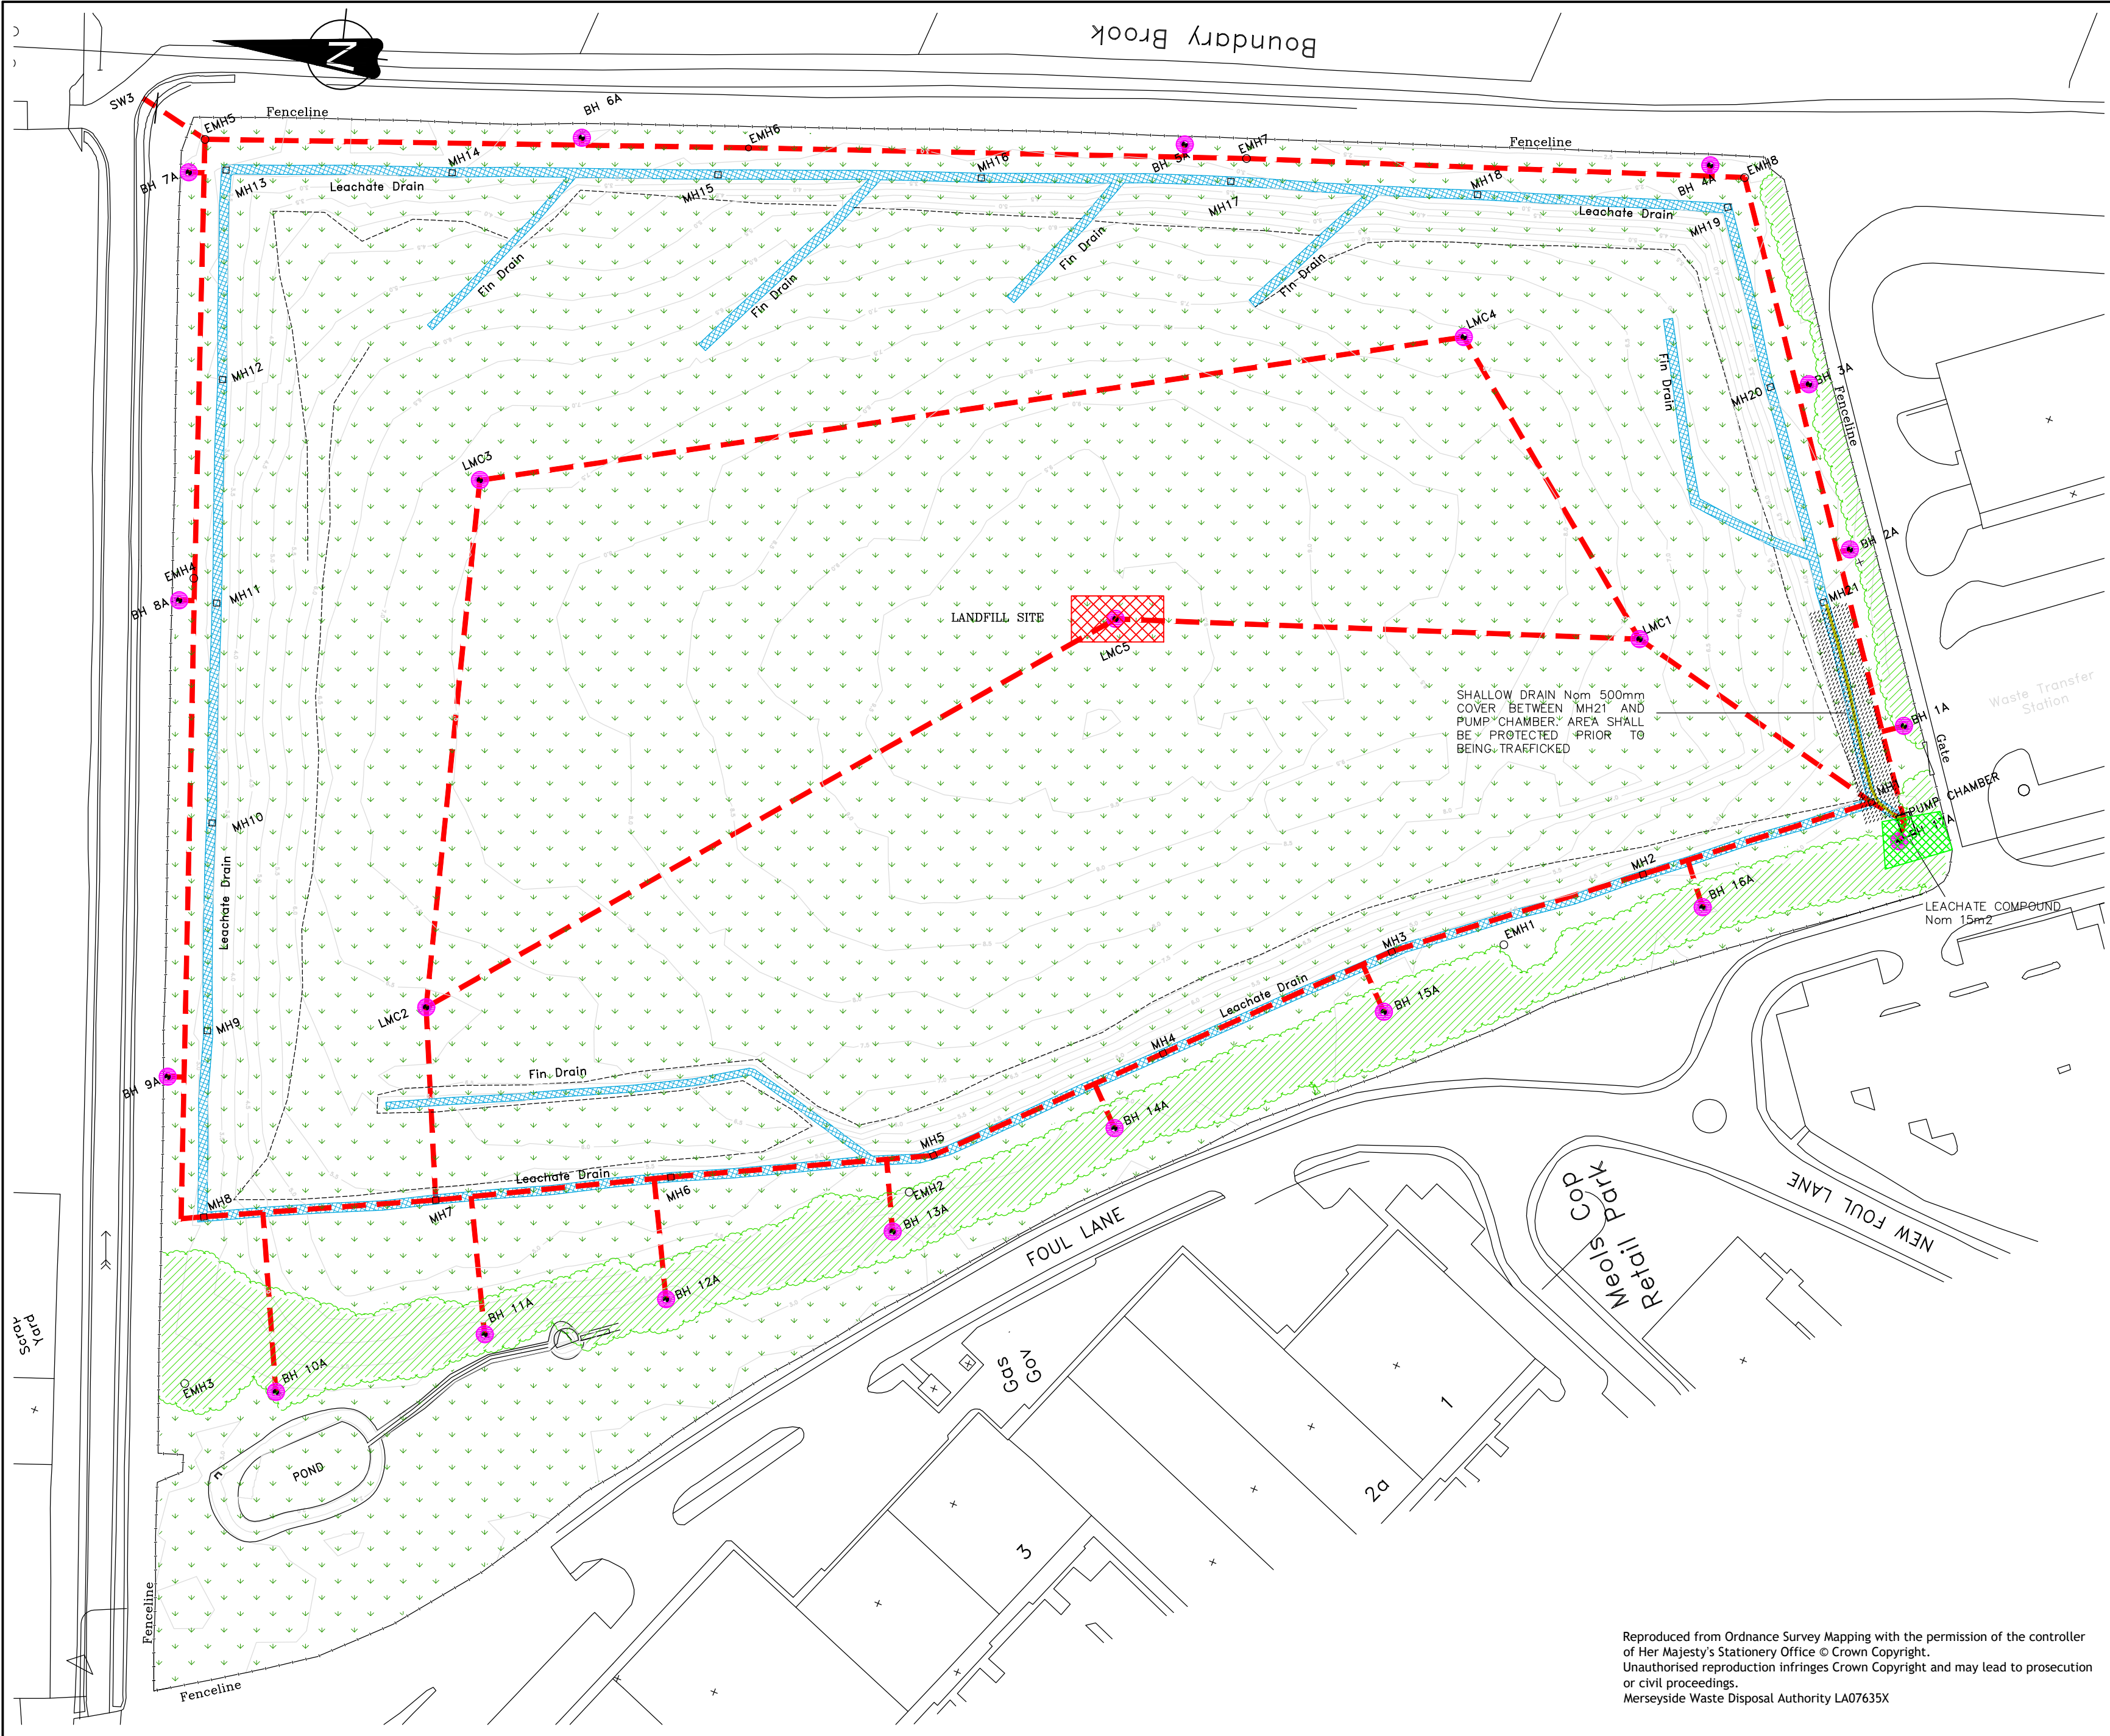 Boundary Brook
N
SW3
EMH5
Fenceline
BH 6A
EMH6
BH 5A
EMH7
Fenceline
BH 4A
EMH8
BH 7A
MH13
Leachate Drain
MH14
MH15
MH16
MH17
MH18
Leachate Drain
MH19
Fin Drain
Fin Drain
Fin Drain
Fin Drain
Fin Drain
MH12
LMC4
MH20
BH 3A
Fenceline
LMC3
BH 2A
EMH4
BH 8A
MH11
MH21
LANDFILL SITE
LMC5
LMC1
SHALLOW DRAIN Nom 500mm
COVER BETWEEN MH21 AND
PUMP CHAMBER. AREA SHALL
BE PROTECTED PRIOR TO
BEING TRAFFICKED
Waste Transfer
Station
BH 1A
Gate
MH10
MH1
PUMP CHAMBER
BH 17A
Leachate Drain
MH2
BH 16A
LEACHATE COMPOUND
Nom 15m2
MH3
EMH1
MH9
LMC2
Leachate Drain
BH 15A
MH4
BH 9A
Fin Drain
BH 14A
MH5
Leachate Drain
MH8
MH7
MH6
EMH2
BH 13A
FOUL LANE
Meols Cop
Retail Park
NEW FOUL LANE
BH 12A
BH 11A
BH 10A
EMH3
Scrap
Yard
Gas
Gov
POND
1
2a
3
Fenceline
Fenceline
Reproduced from Ordnance Survey Mapping with the permission of the controller
of Her Majesty's Stationery Office © Crown Copyright.
Unauthorised reproduction infringes Crown Copyright and may lead to prosecution
or civil proceedings.
Merseyside Waste Disposal Authority LA07635X